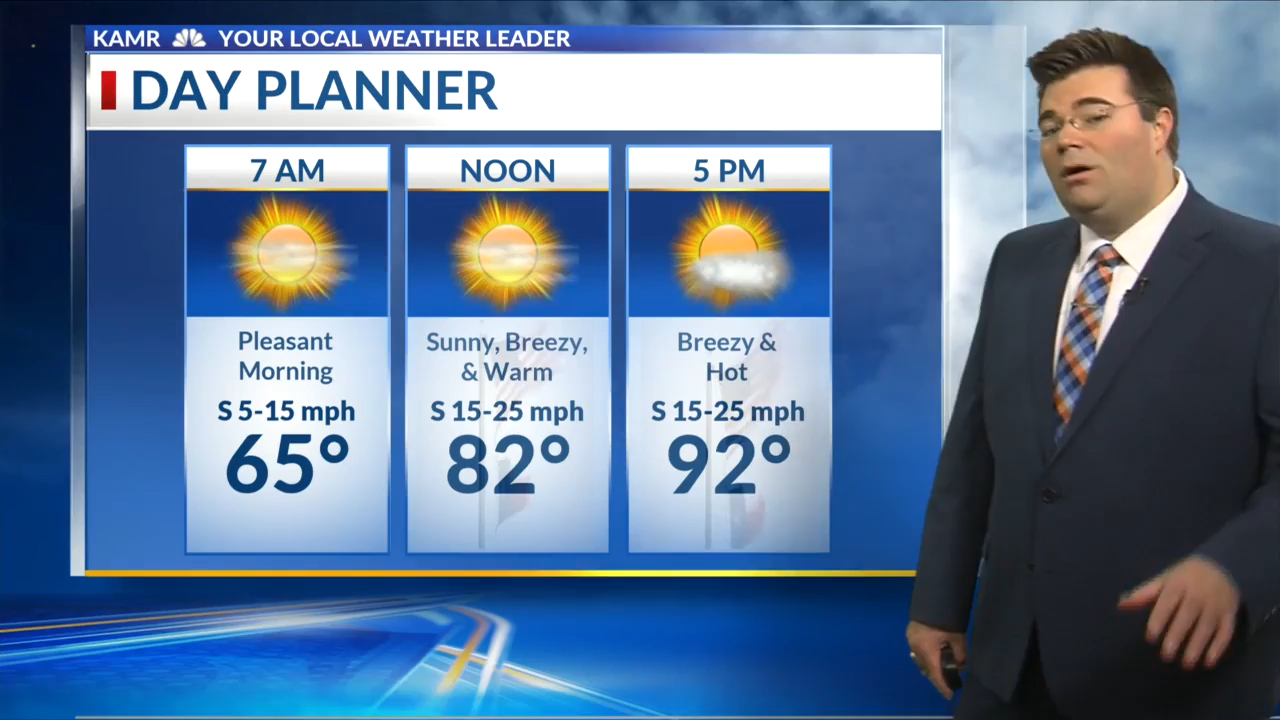 KAMR YOUR LOCAL WEATHER LEADER
DAY PLANNER
7 AM
Pleasant
Morning
S 5-15 mph
65°
NOON
Sunny, Breezy,
& Warm
S 15-25 mph
82°
5 PM
Breezy &
Hot
S 15-25 mph
92°